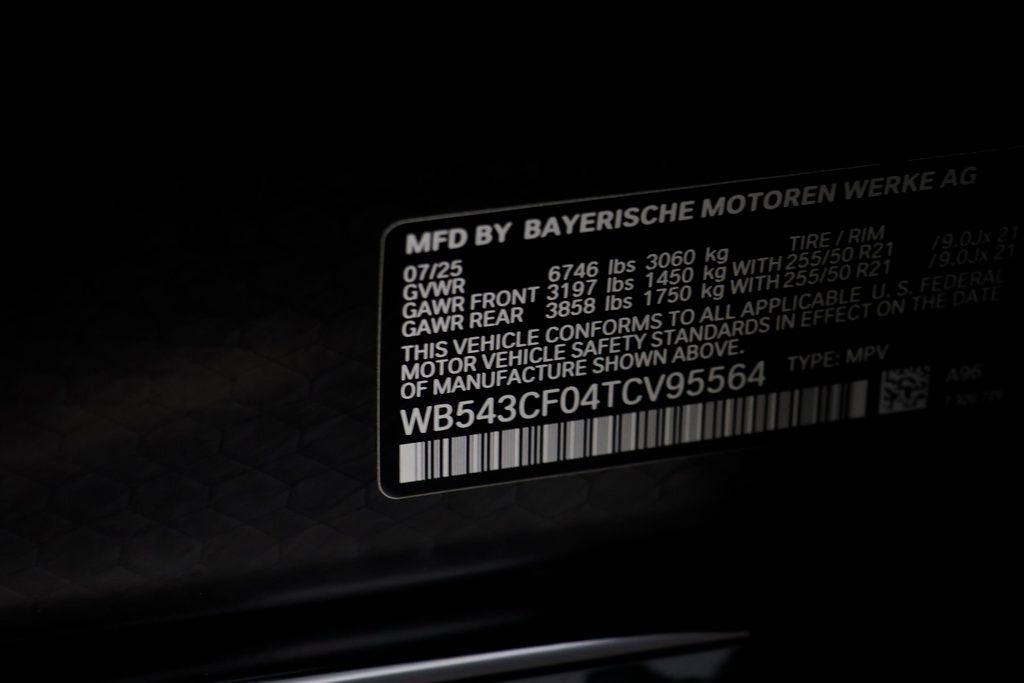 MFD BY BAYERISCHE MOTOREN WERKE AG
07/25 TIRE / RIM
GVWR 6746 lbs 3060 kg
GAWR FRONT 3197 lbs 1450 kg WITH 255/50 R21 /9.0Jx 21
GAWR REAR 3858 lbs 1750 kg WITH 255/50 R21 /9.0Jx 21
THIS VEHICLE CONFORMS TO ALL APPLICABLE U. S. FEDERAL
MOTOR VEHICLE SAFETY STANDARDS IN EFFECT ON THE DATE
OF MANUFACTURE SHOWN ABOVE.
WB543CF04TCV95564 TYPE: MPV
A96